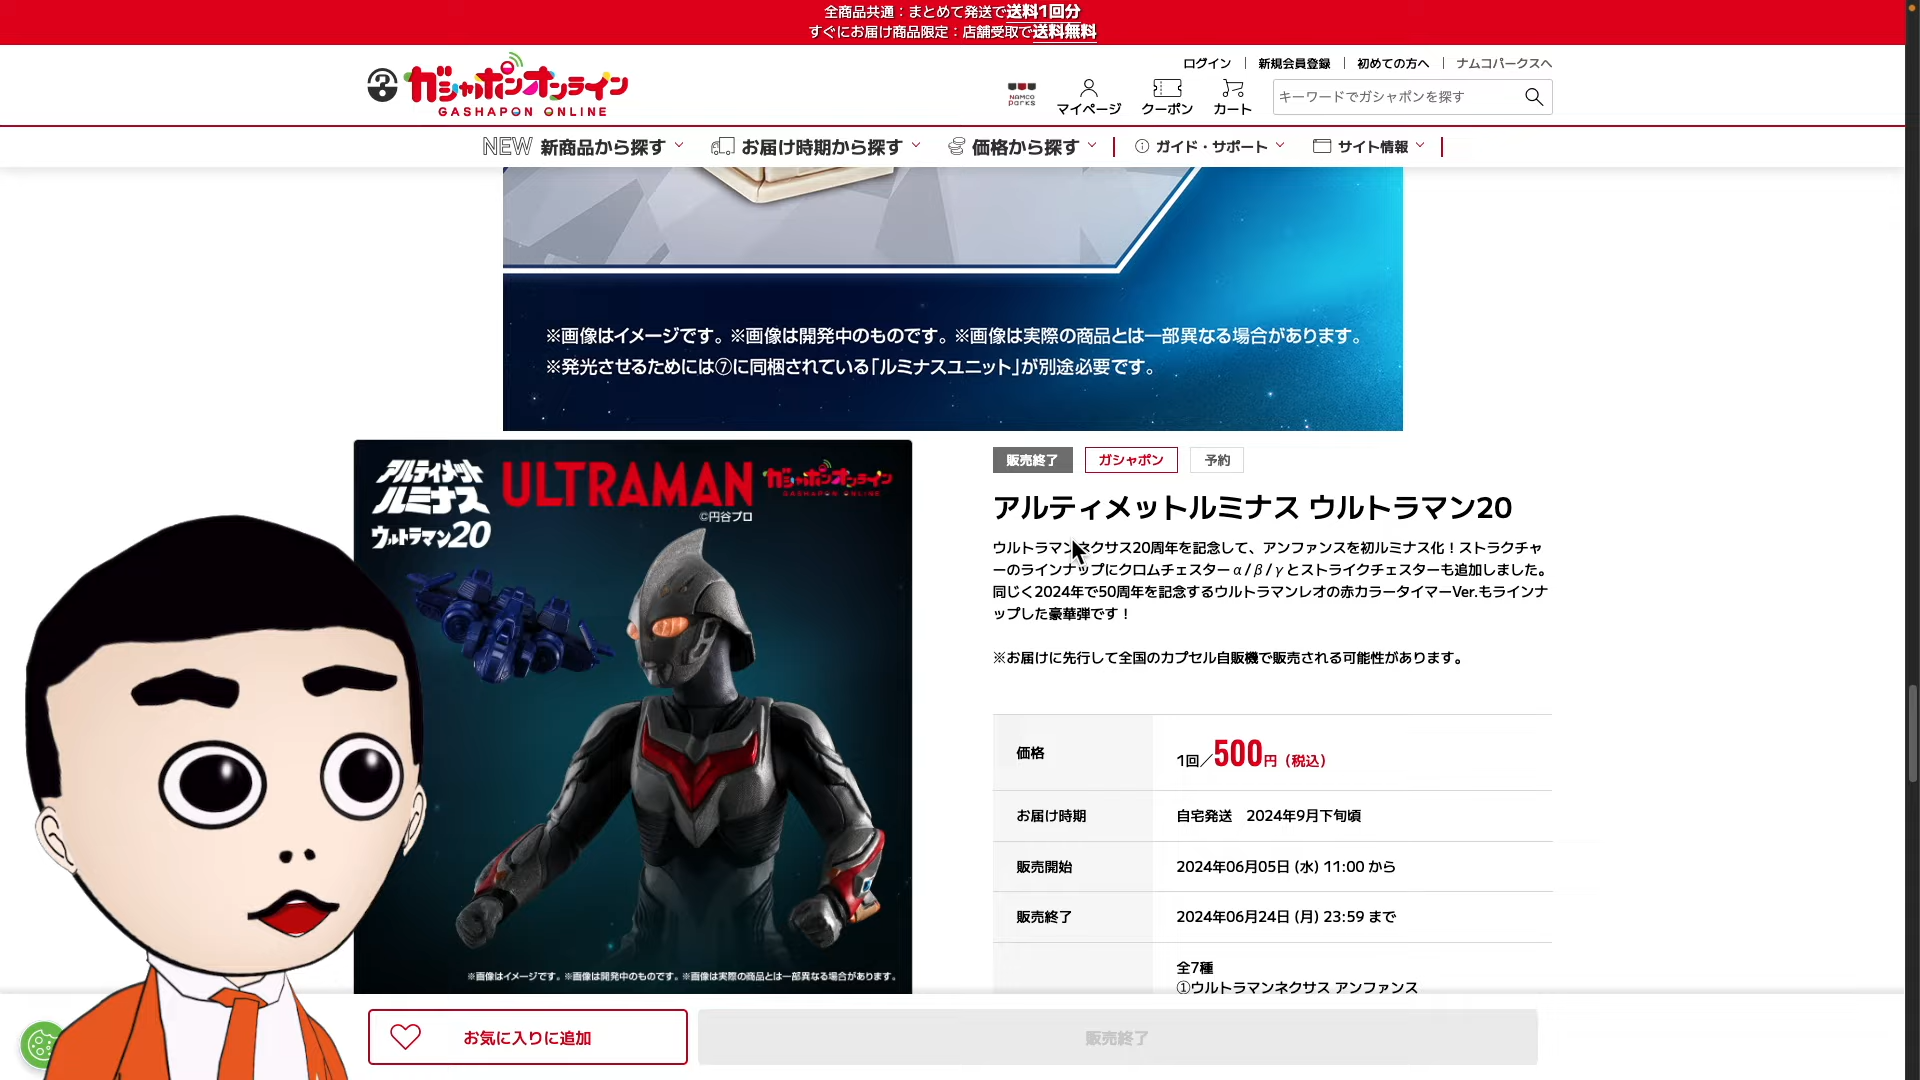 全商品共通：まとめて発送で送料1回分
すぐにお届け商品限定：店舗受取で送料無料
ガシャポンオンライン
GASHAPON ONLINE
ログイン
新規会員登録
初めての方へ
ナムコパークスへ
NAMCO
parks
マイページ
クーポン
カート
キーワードでガシャポンを探す
NEW 新商品から探す
お届け時期から探す
価格から探す
ガイド・サポート
サイト情報
※画像はイメージです。※画像は開発中のものです。※画像は実際の商品とは一部異なる場合があります。
※発光させるためには⑦に同梱されている「ルミナスユニット」が別途必要です。
アルティメット
ルミナス
ウルトラマン20
ULTRAMAN
©円谷プロ
ガシャポンオンライン
GASHAPON ONLINE
※画像はイメージです。※画像は開発中のものです。※画像は実際の商品とは一部異なる場合があります。
販売終了
ガシャポン
予約
アルティメットルミナス ウルトラマン20
ウルトラマンネクサス20周年を記念して、アンファンスを初ルミナス化！ストラクチャ
ーのラインナップにクロムチェスターα/β/γとストライクチェスターも追加しました。
同じく2024年で50周年を記念するウルトラマンレオの赤カラータイマーVer.もラインナ
ップした豪華弾です！
※お届けに先行して全国のカプセル自販機で販売される可能性があります。
価格
1回／500円（税込）
お届け時期
自宅発送　2024年9月下旬頃
販売開始
2024年06月05日 (水) 11:00 から
販売終了
2024年06月24日 (月) 23:59 まで
全7種
①ウルトラマンネクサス アンファンス
お気に入りに追加
販売終了